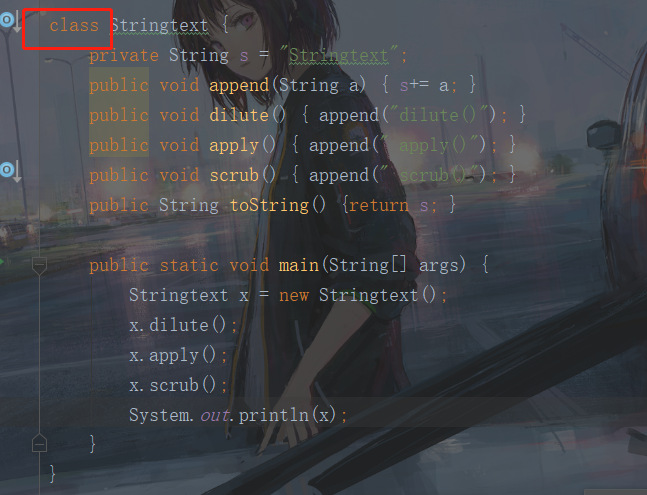 class Stringtext {
private String s = "Stringtext";
public void append(String a) { s+= a; }
public void dilute() { append("dilute()"); }
public void apply() { append(" apply()"); }
public void scrub() { append(" scrub()"); }
public String toString() {return s; }
public static void main(String[] args) {
Stringtext x = new Stringtext();
x.dilute();
x.apply();
x.scrub();
System.out.println(x);
}
}